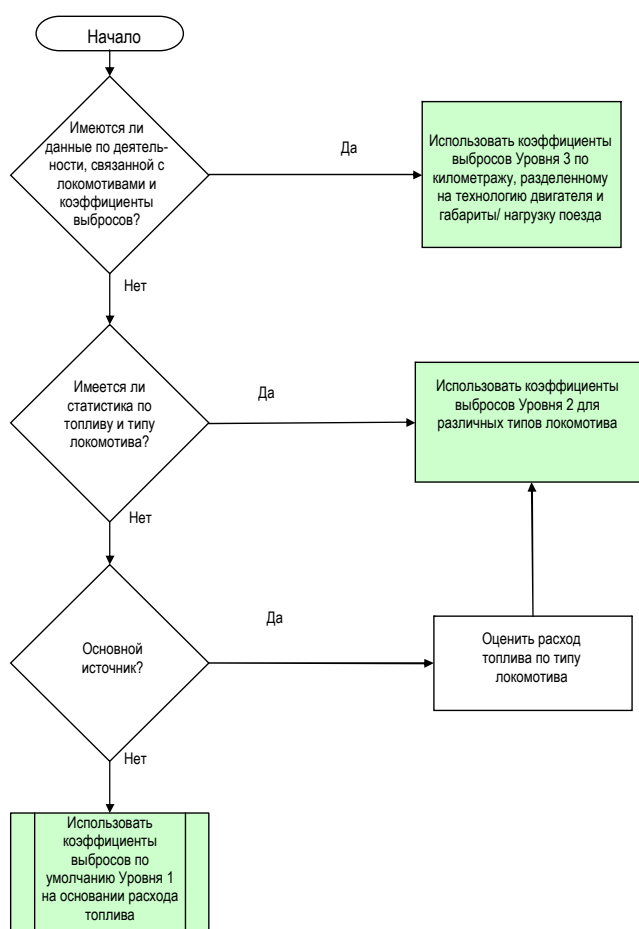 Начало
Имеются ли
данные по деятель-
ности, связанной с
локомотивами и
коэффициенты
выбросов?
Да
Использовать коэффициенты
выбросов Уровня 3 по
километражу, разделенному
на технологию двигателя и
габариты/ нагрузку поезда
Нет
Имеется ли
статистика по
топливу и типу
локомотива?
Да
Использовать коэффициенты
выбросов Уровня 2 для
различных типов локомотива
Нет
Основной
источник?
Да
Оценить расход
топлива по типу
локомотива
Нет
Использовать
коэффициенты
выбросов по
умолчанию Уровня 1
на основании расхода
топлива